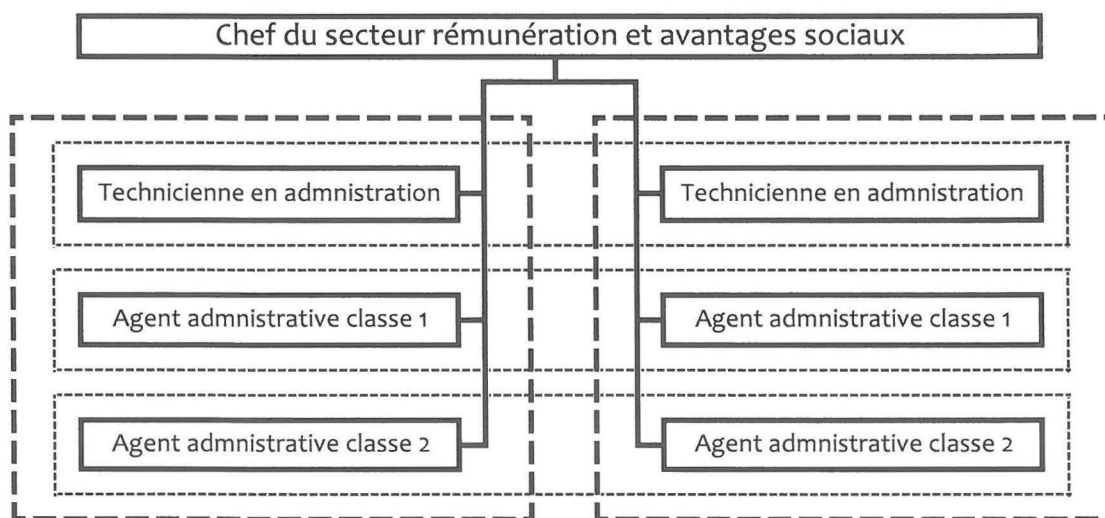 Chef du secteur rémunération et avantages sociaux
Technicienne en admnistration
Technicienne en admnistration
Agent admnistrative classe 1
Agent admnistrative classe 1
Agent admnistrative classe 2
Agent admnistrative classe 2